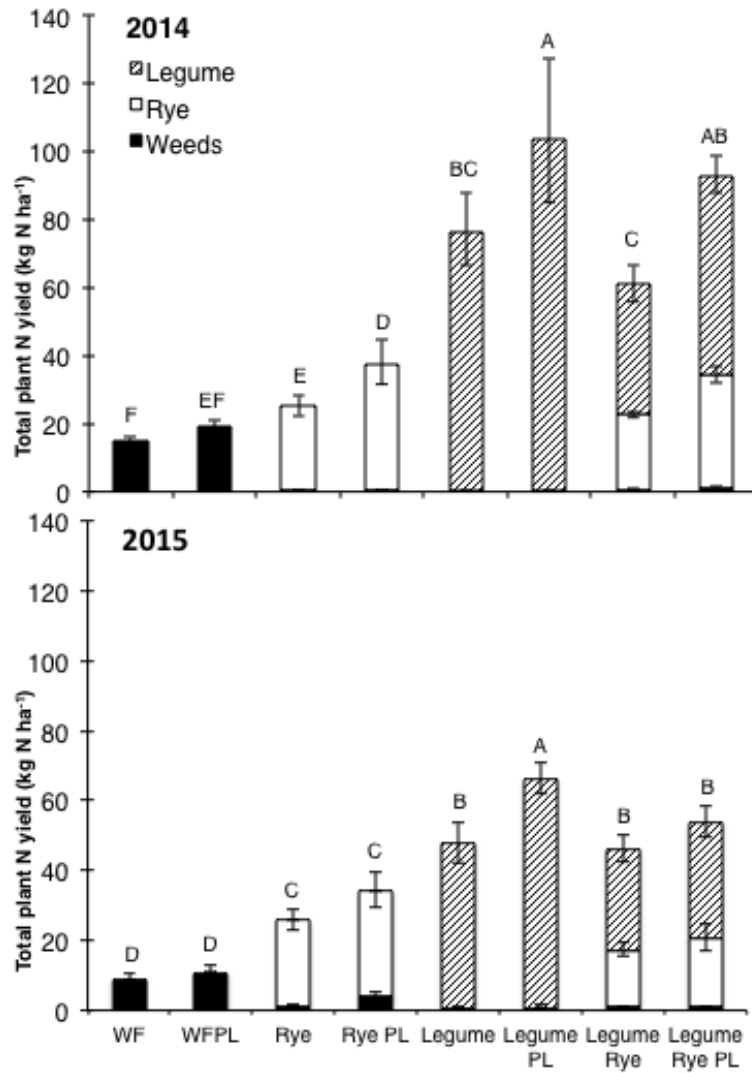 140
2014
Legume
Rye
Weeds
120
100
80
60
40
20
0
Total plant N yield (kg N ha⁻¹)
F
EF
E
D
BC
A
C
AB
140
2015
120
100
80
60
40
20
0
Total plant N yield (kg N ha⁻¹)
D
D
C
C
B
A
B
B
WF
WFPL
Rye
Rye PL
Legume
Legume
PL
Legume
Rye
Legume
Rye PL